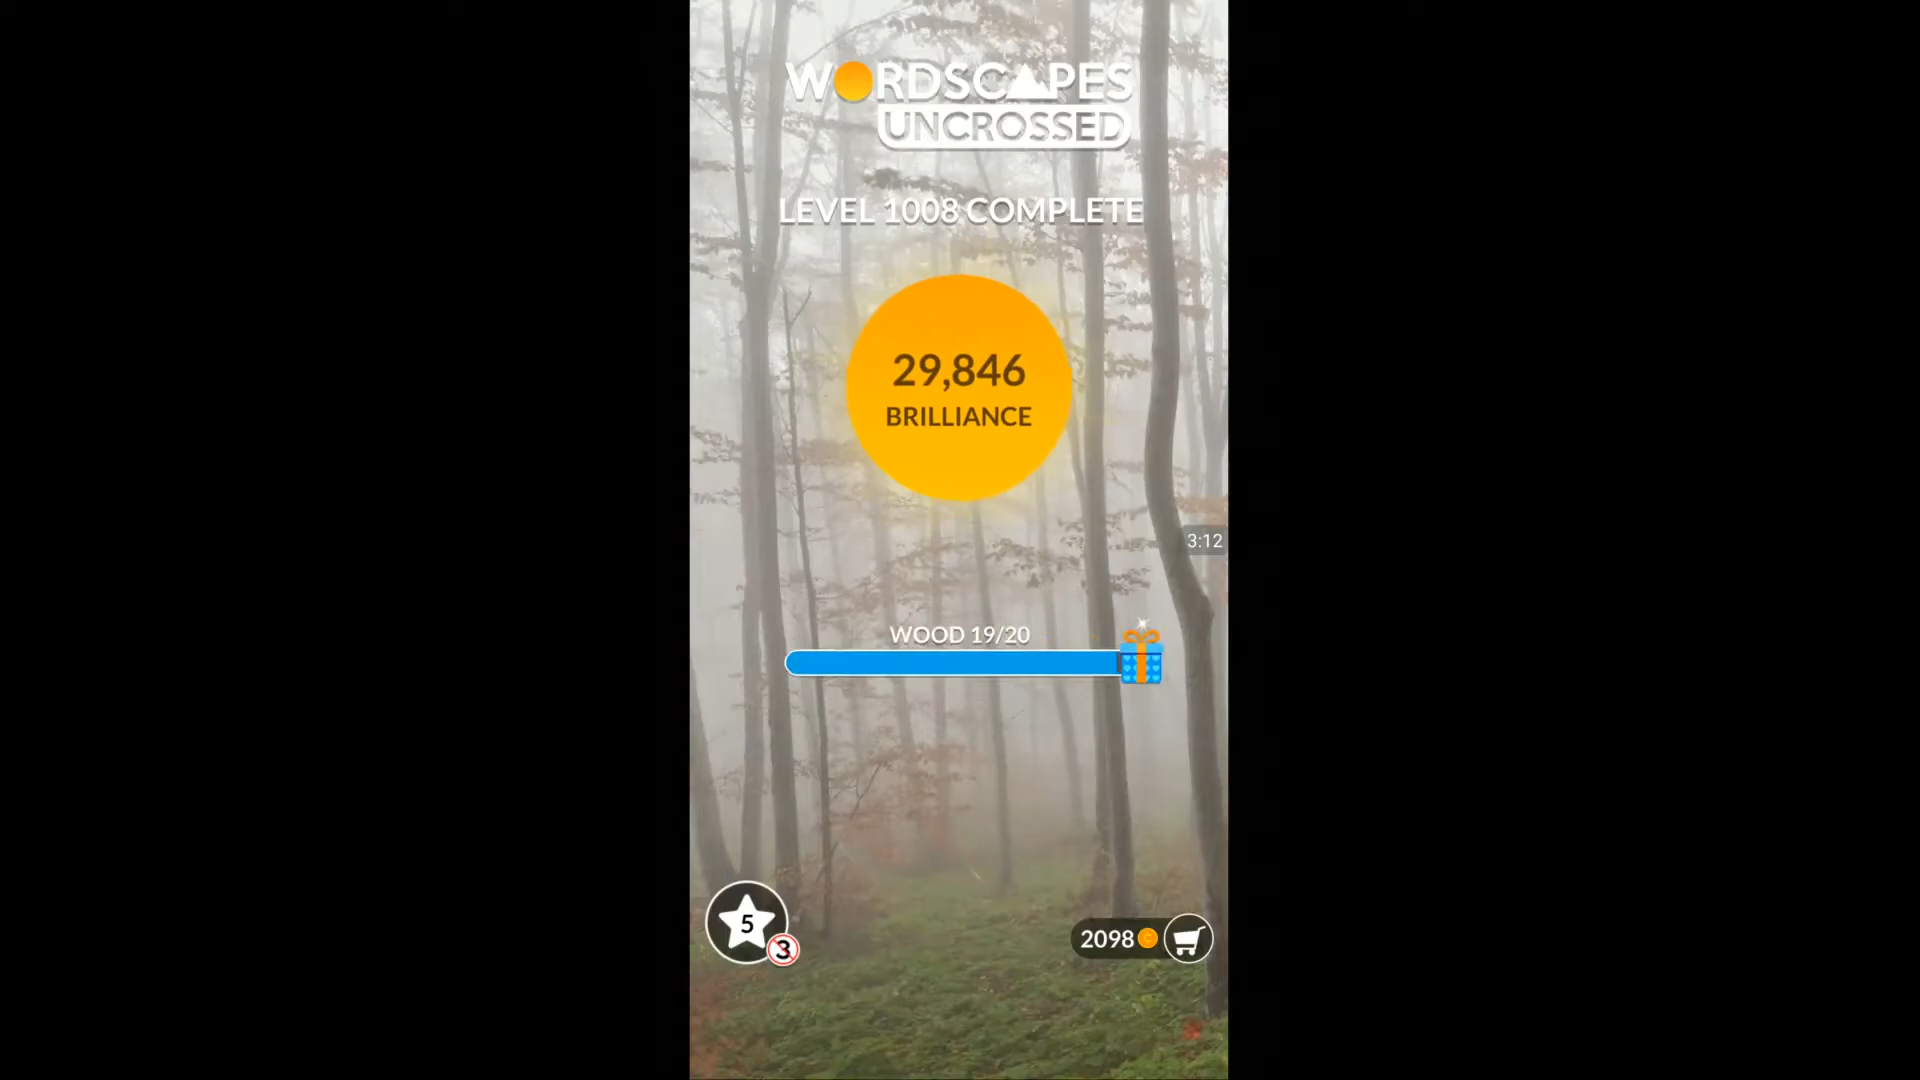 WORDSCAPES
UNCROSSED
LEVEL 1008 COMPLETE
29,846
BRILLIANCE
3:12
WOOD 19/20
5
3
2098